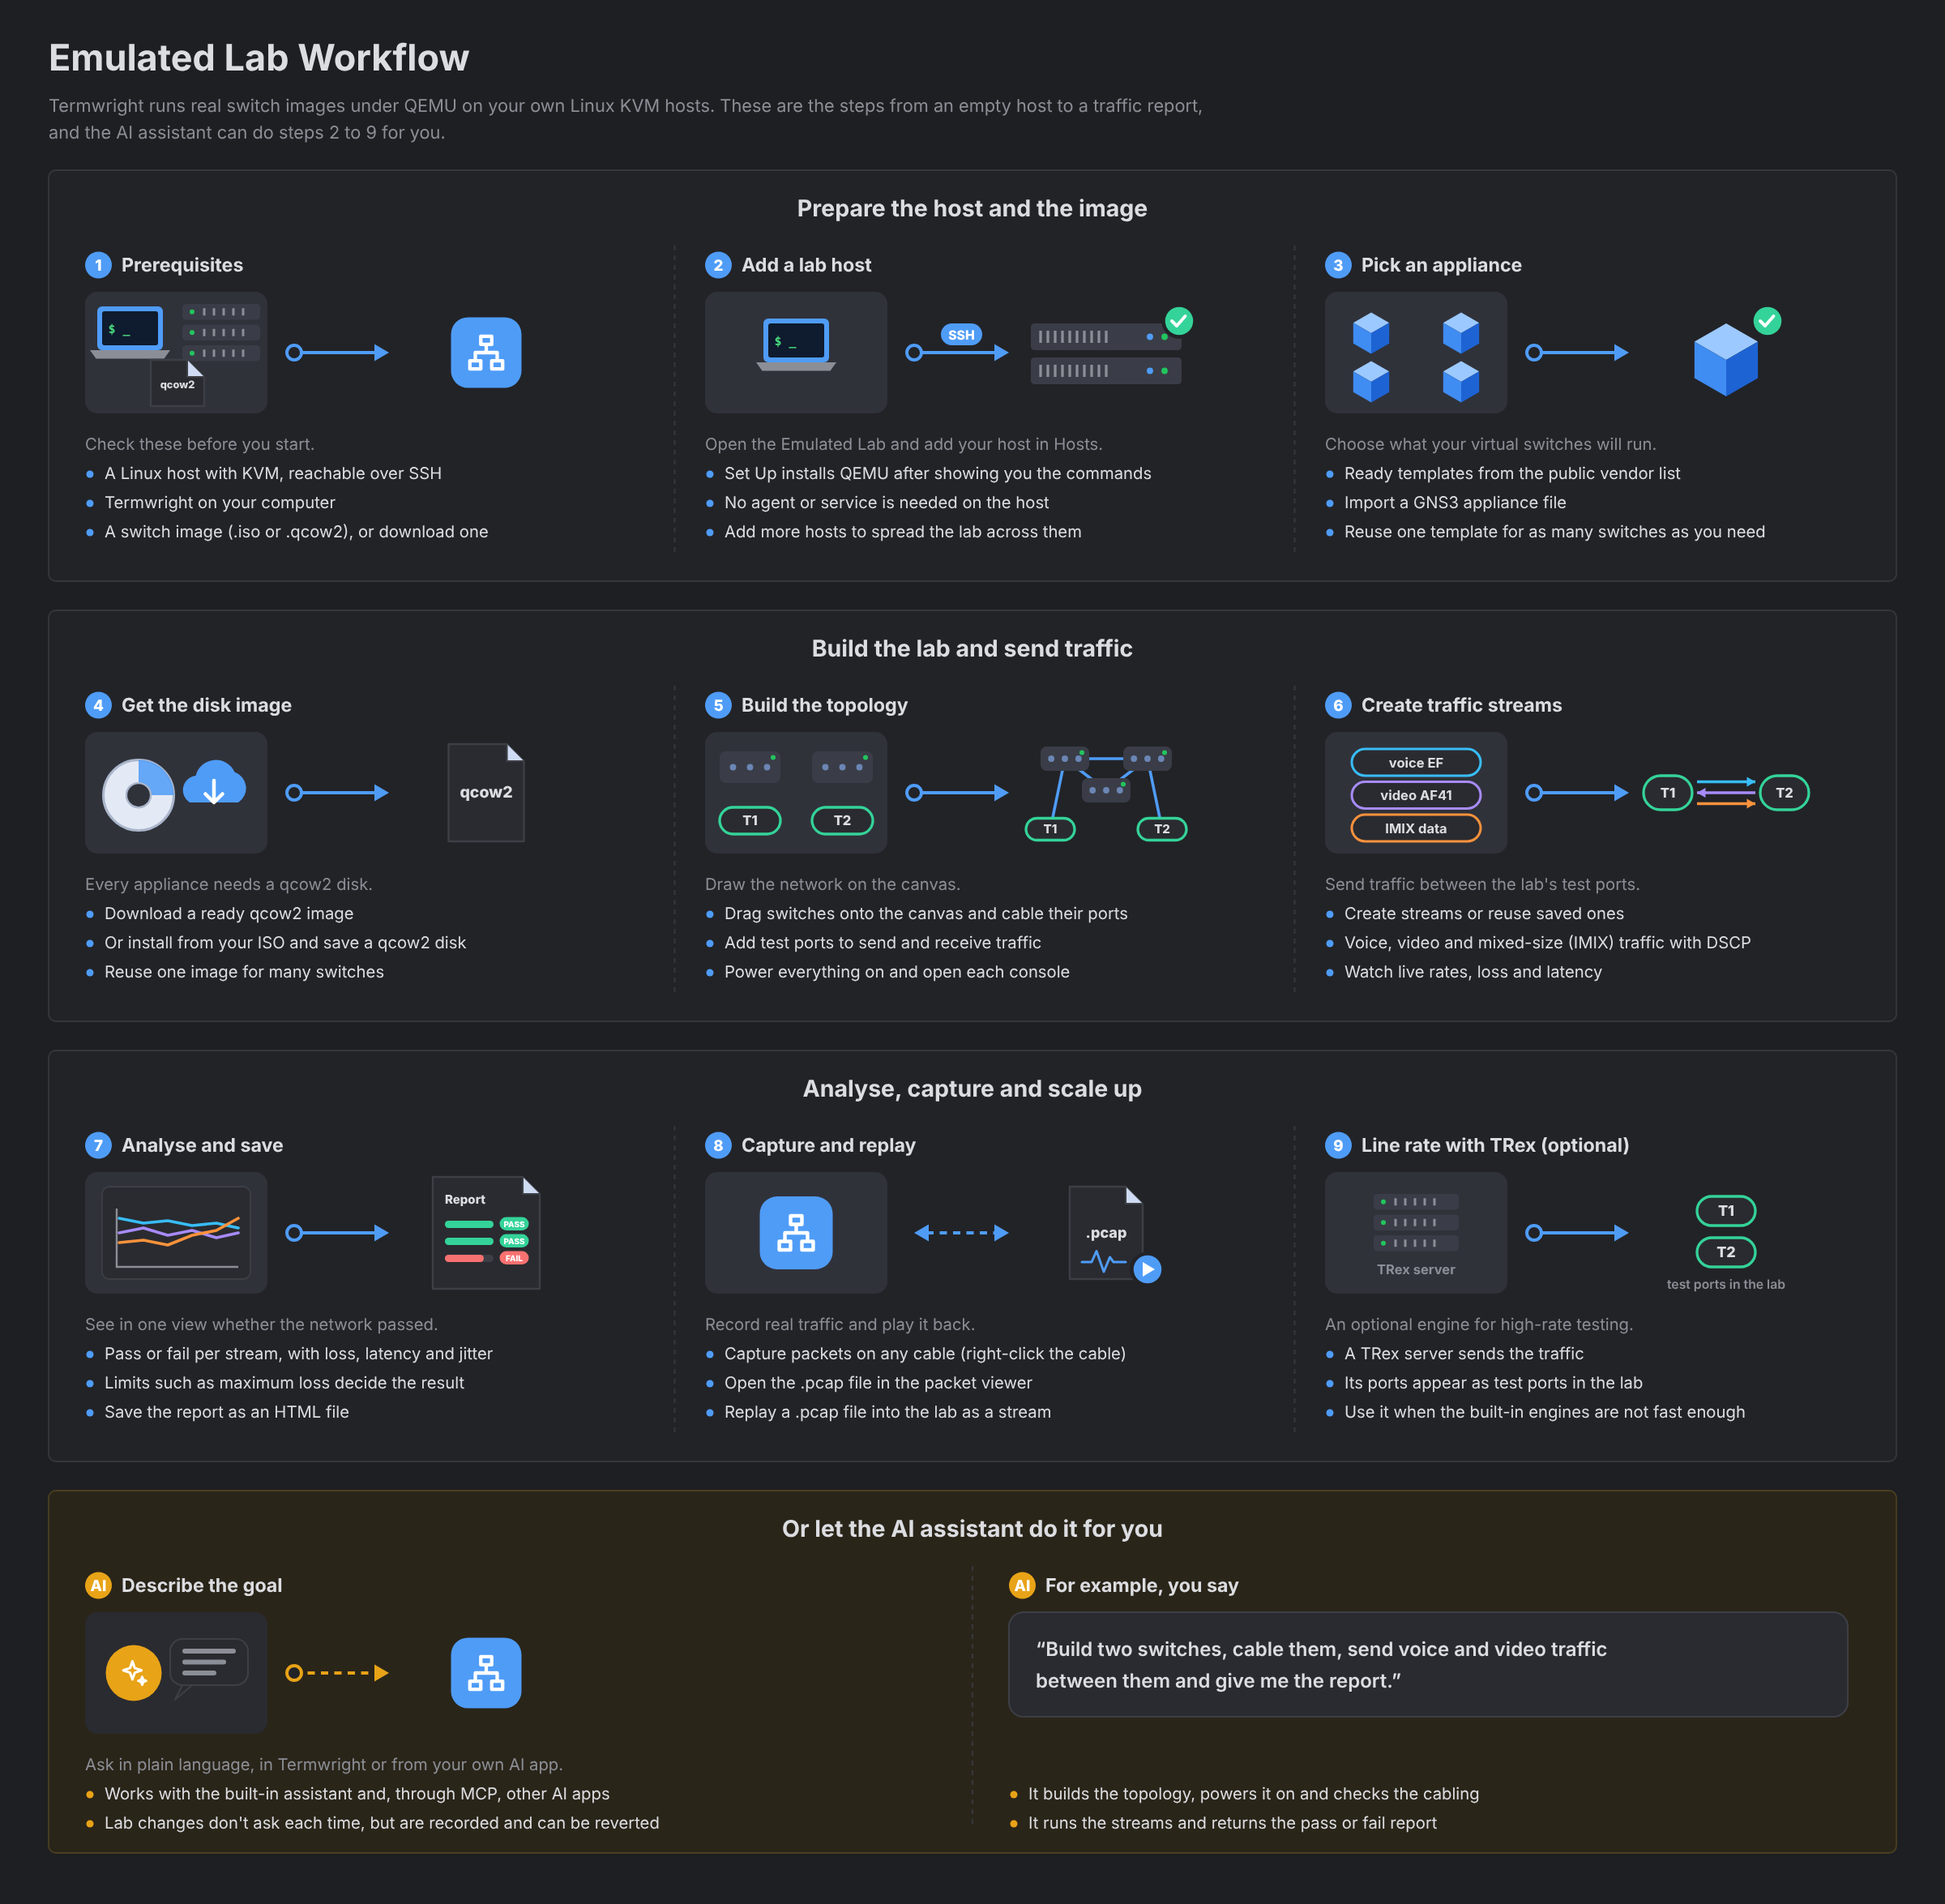 Emulated Lab Workflow
Termwright runs real switch images under QEMU on your own Linux KVM hosts. These are the steps from an empty host to a traffic report,
and the AI assistant can do steps 2 to 9 for you.
Prepare the host and the image
1 Prerequisites
$ _
qcow2
Check these before you start.
A Linux host with KVM, reachable over SSH
Termwright on your computer
A switch image (.iso or .qcow2), or download one
2 Add a lab host
$ _
SSH
Open the Emulated Lab and add your host in Hosts.
Set Up installs QEMU after showing you the commands
No agent or service is needed on the host
Add more hosts to spread the lab across them
3 Pick an appliance
Choose what your virtual switches will run.
Ready templates from the public vendor list
Import a GNS3 appliance file
Reuse one template for as many switches as you need
Build the lab and send traffic
4 Get the disk image
qcow2
Every appliance needs a qcow2 disk.
Download a ready qcow2 image
Or install from your ISO and save a qcow2 disk
Reuse one image for many switches
5 Build the topology
T1 T2
T1 T2
Draw the network on the canvas.
Drag switches onto the canvas and cable their ports
Add test ports to send and receive traffic
Power everything on and open each console
6 Create traffic streams
voice EF
video AF41
IMIX data
T1 T2
Send traffic between the lab's test ports.
Create streams or reuse saved ones
Voice, video and mixed-size (IMIX) traffic with DSCP
Watch live rates, loss and latency
Analyse, capture and scale up
7 Analyse and save
Report
PASS
PASS
FAIL
See in one view whether the network passed.
Pass or fail per stream, with loss, latency and jitter
Limits such as maximum loss decide the result
Save the report as an HTML file
8 Capture and replay
.pcap
Record real traffic and play it back.
Capture packets on any cable (right-click the cable)
Open the .pcap file in the packet viewer
Replay a .pcap file into the lab as a stream
9 Line rate with TRex (optional)
TRex server
T1
T2
test ports in the lab
An optional engine for high-rate testing.
A TRex server sends the traffic
Its ports appear as test ports in the lab
Use it when the built-in engines are not fast enough
Or let the AI assistant do it for you
AI Describe the goal
Ask in plain language, in Termwright or from your own AI app.
Works with the built-in assistant and, through MCP, other AI apps
Lab changes don't ask each time, but are recorded and can be reverted
AI For example, you say
“Build two switches, cable them, send voice and video traffic
between them and give me the report.”
It builds the topology, powers it on and checks the cabling
It runs the streams and returns the pass or fail report